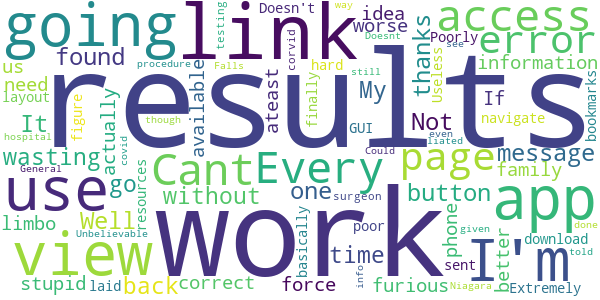 going
link
access
error
results
thanks
idea
worse
Doesn't
testing
corvid
Doesnt
way
procedure
Falls
still
see
Poorly
Useless
information
bookmarks
found
us
need
layout
figure
It
actually
available
ateast
hard
finally
My
GUI
If
Not
navigate
hospital
covid
though
Could
even
liated
wasting
Cant
Every
page
message
family
General
use
go
resources
without
one
surgeon
button
app
limbo
Well
Unbelievable
view
work
I'm
basically
time
poor
phone
given
better
download
done
told
stupid
laid
back
correct
force
info
furious
sent
Niagara
Extremely